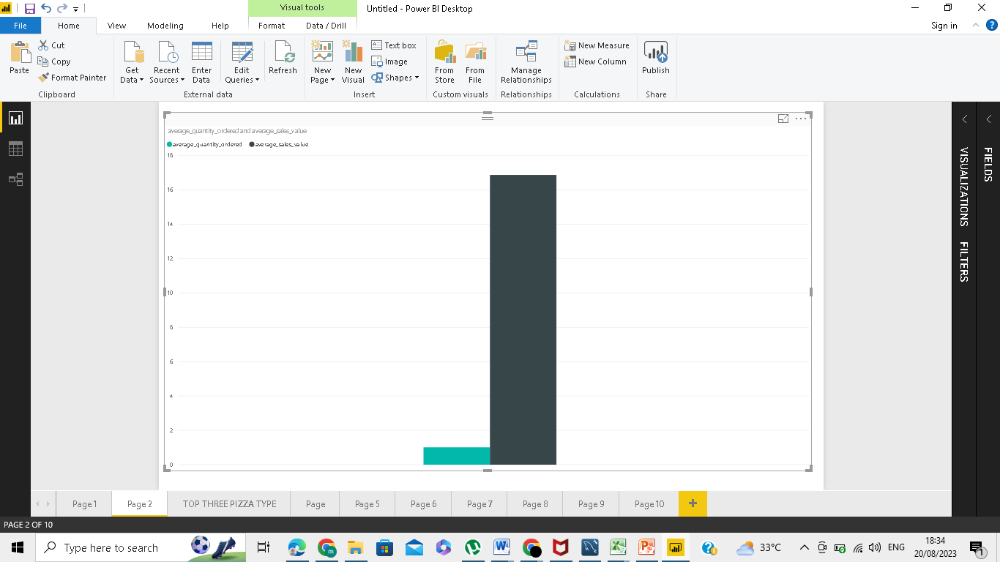 Visual tools
Untitled - Power BI Desktop
File
Home
View
Modeling
Help
Format
Data / Drill
Sign in
?
Paste
Cut
Copy
Format Painter
Clipboard
Get Data
Recent Sources
Enter Data
Edit Queries
Refresh
External data
New Page
New Visual
Text box
Image
Shapes
Insert
From Store
From File
Custom visuals
Manage Relationships
Relationships
New Measure
New Column
Calculations
Publish
Share
average_quantity_ordered and average_sales_value
average_quantity_ordered
average_sales_value
18
16
14
12
10
8
6
4
2
0
VISUALIZATIONS
FILTERS
FIELDS
Page 1
Page 2
TOP THREE PIZZA TYPE
Page
Page 5
Page 6
Page 7
Page 8
Page 9
Page 10
+
PAGE 2 OF 10
Type here to search
33°C
ENG
18:34
20/08/2023
1